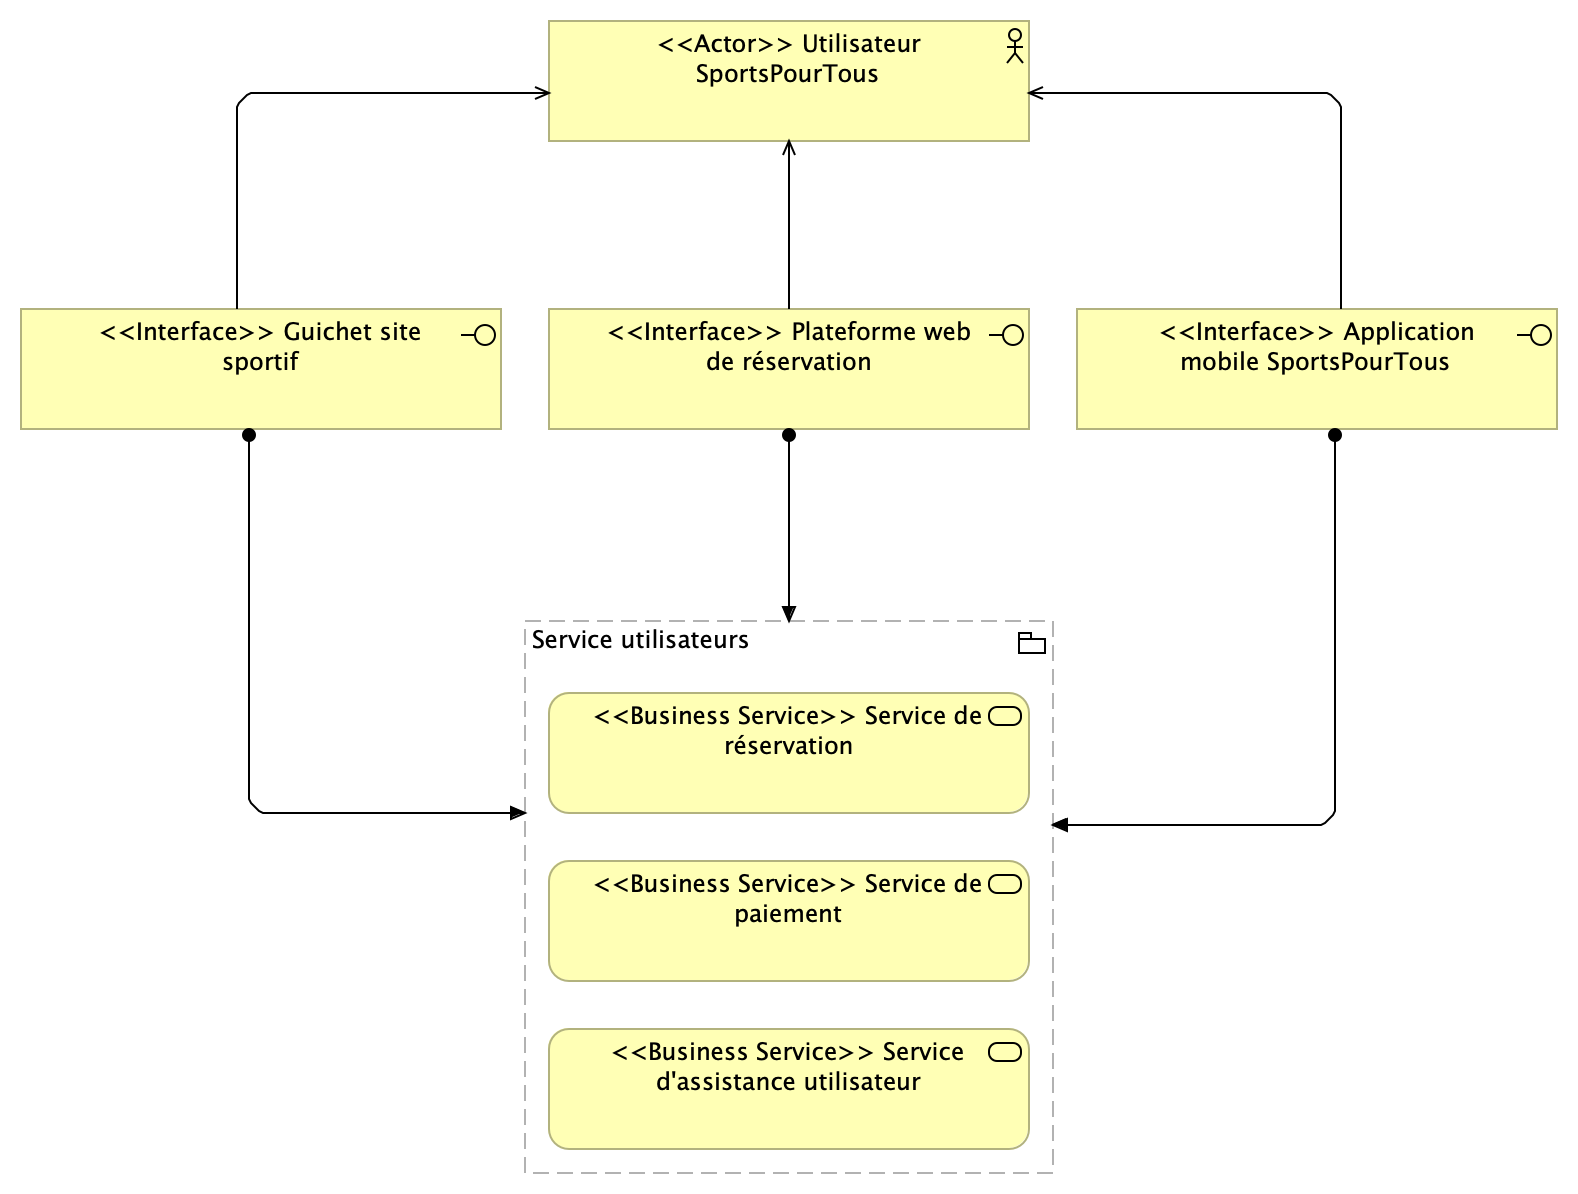 <<Actor>> Utilisateur
SportsPourTous
<<Interface>> Guichet site
sportif
<<Interface>> Plateforme web
de réservation
<<Interface>> Application
mobile SportsPourTous
Service utilisateurs
<<Business Service>> Service de
réservation
<<Business Service>> Service de
paiement
<<Business Service>> Service
d'assistance utilisateur